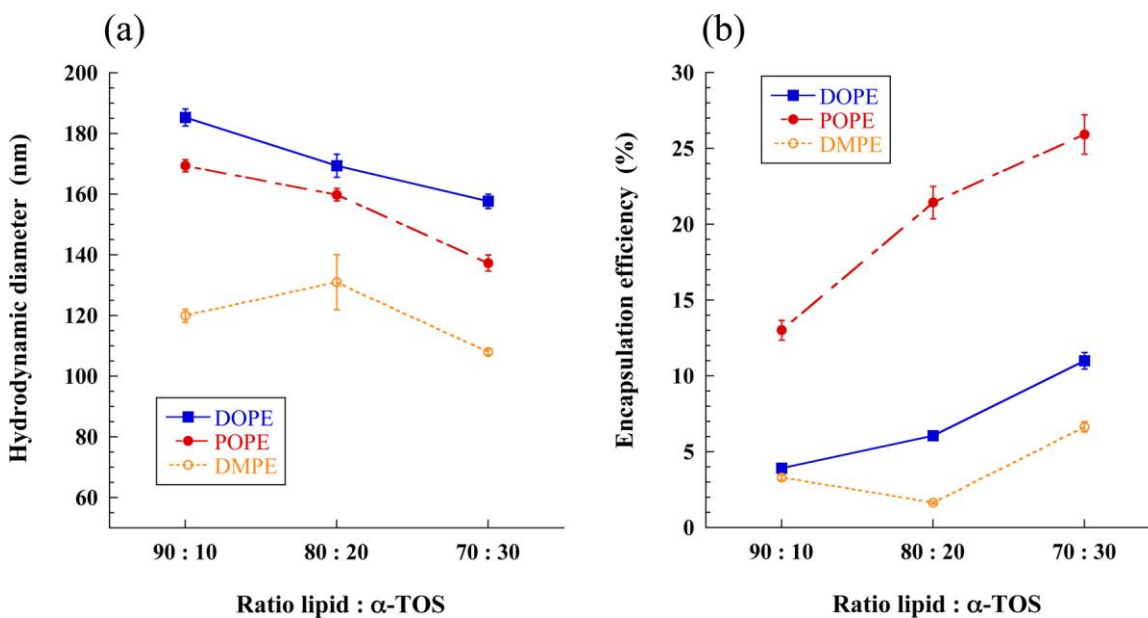 (a)
Hydrodynamic diameter (nm)
200
180
160
140
120
100
80
60
DOPE
POPE
DMPE
90 : 10
80 : 20
70 : 30
Ratio lipid : α-TOS
(b)
Encapsulation efficiency (%)
30
25
20
15
10
5
0
DOPE
POPE
DMPE
90 : 10
80 : 20
70 : 30
Ratio lipid : α-TOS